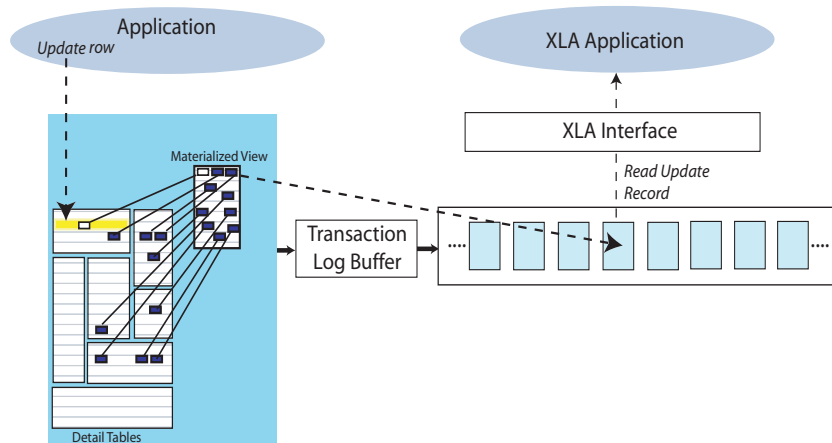 Application
Update row
XLA Application
XLA Interface
Materialized View
Read Update
Record
Transaction
Log Buffer
....
....
Detail Tables